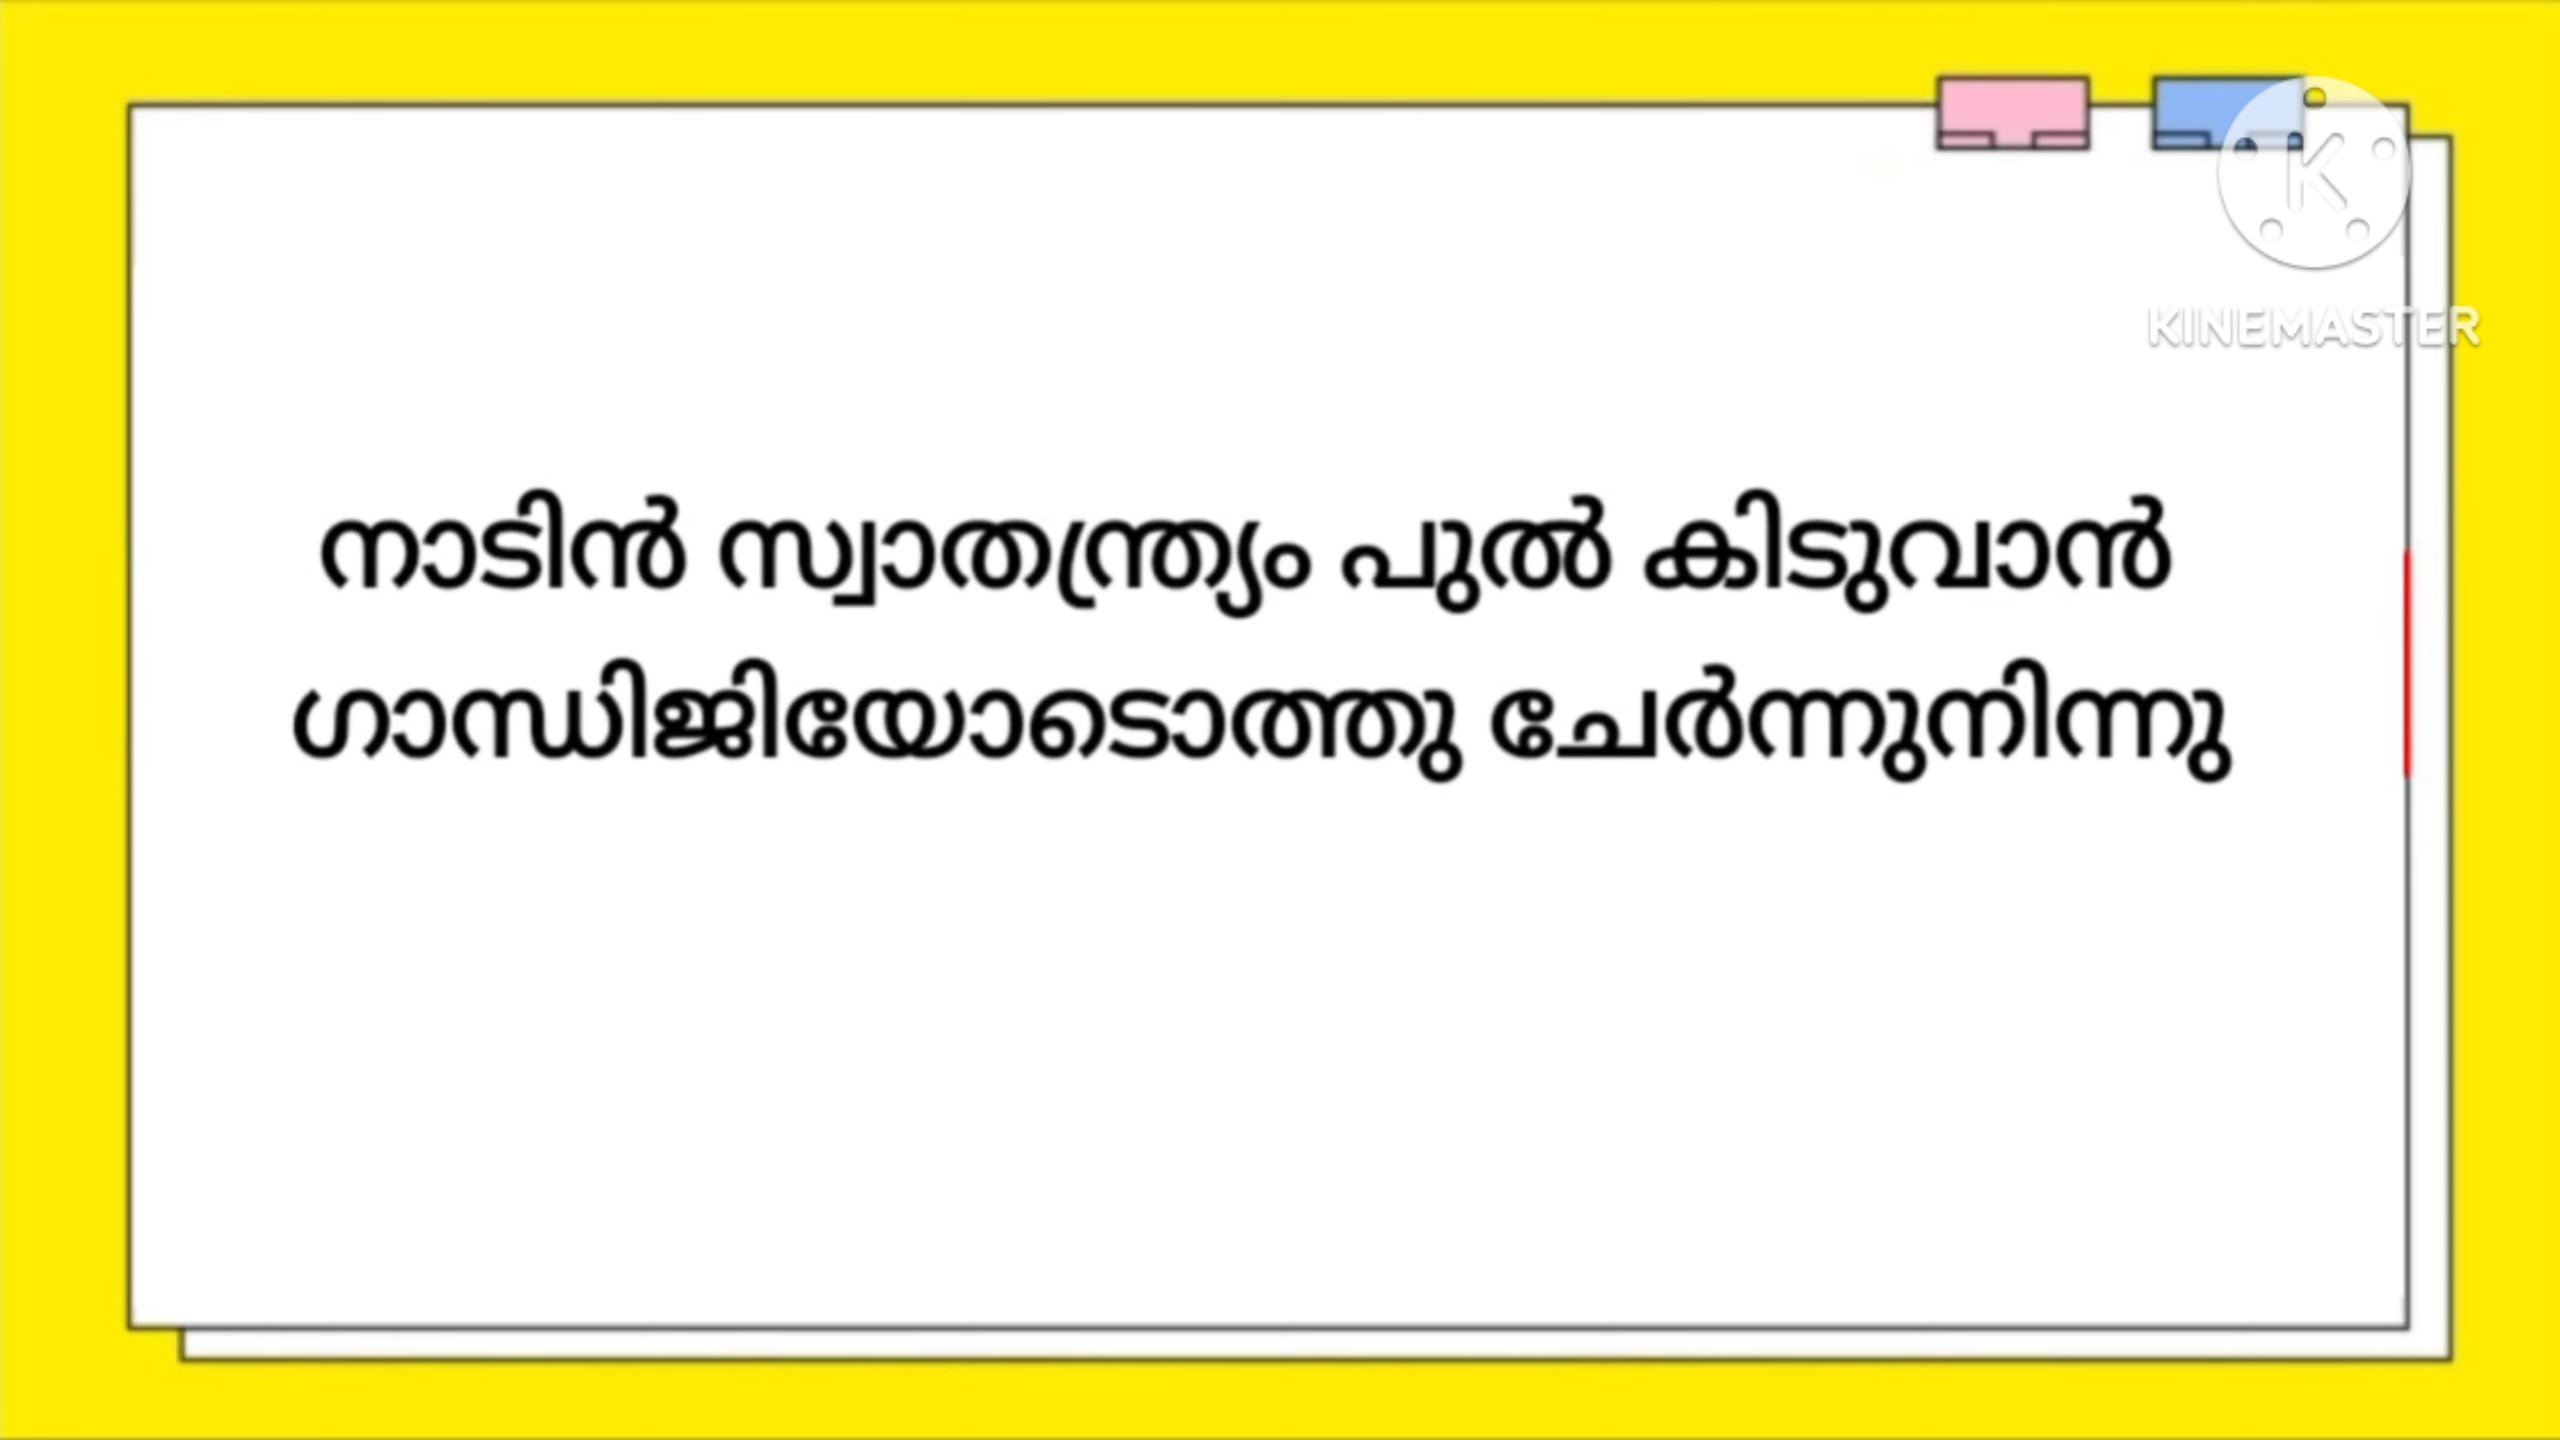 KINEMASTER
നാടിൻ സ്വാതന്ത്ര്യം പുൽ കിടുവാൻ
ഗാന്ധിജിയോടൊത്തു ചേർന്നുനിന്നു